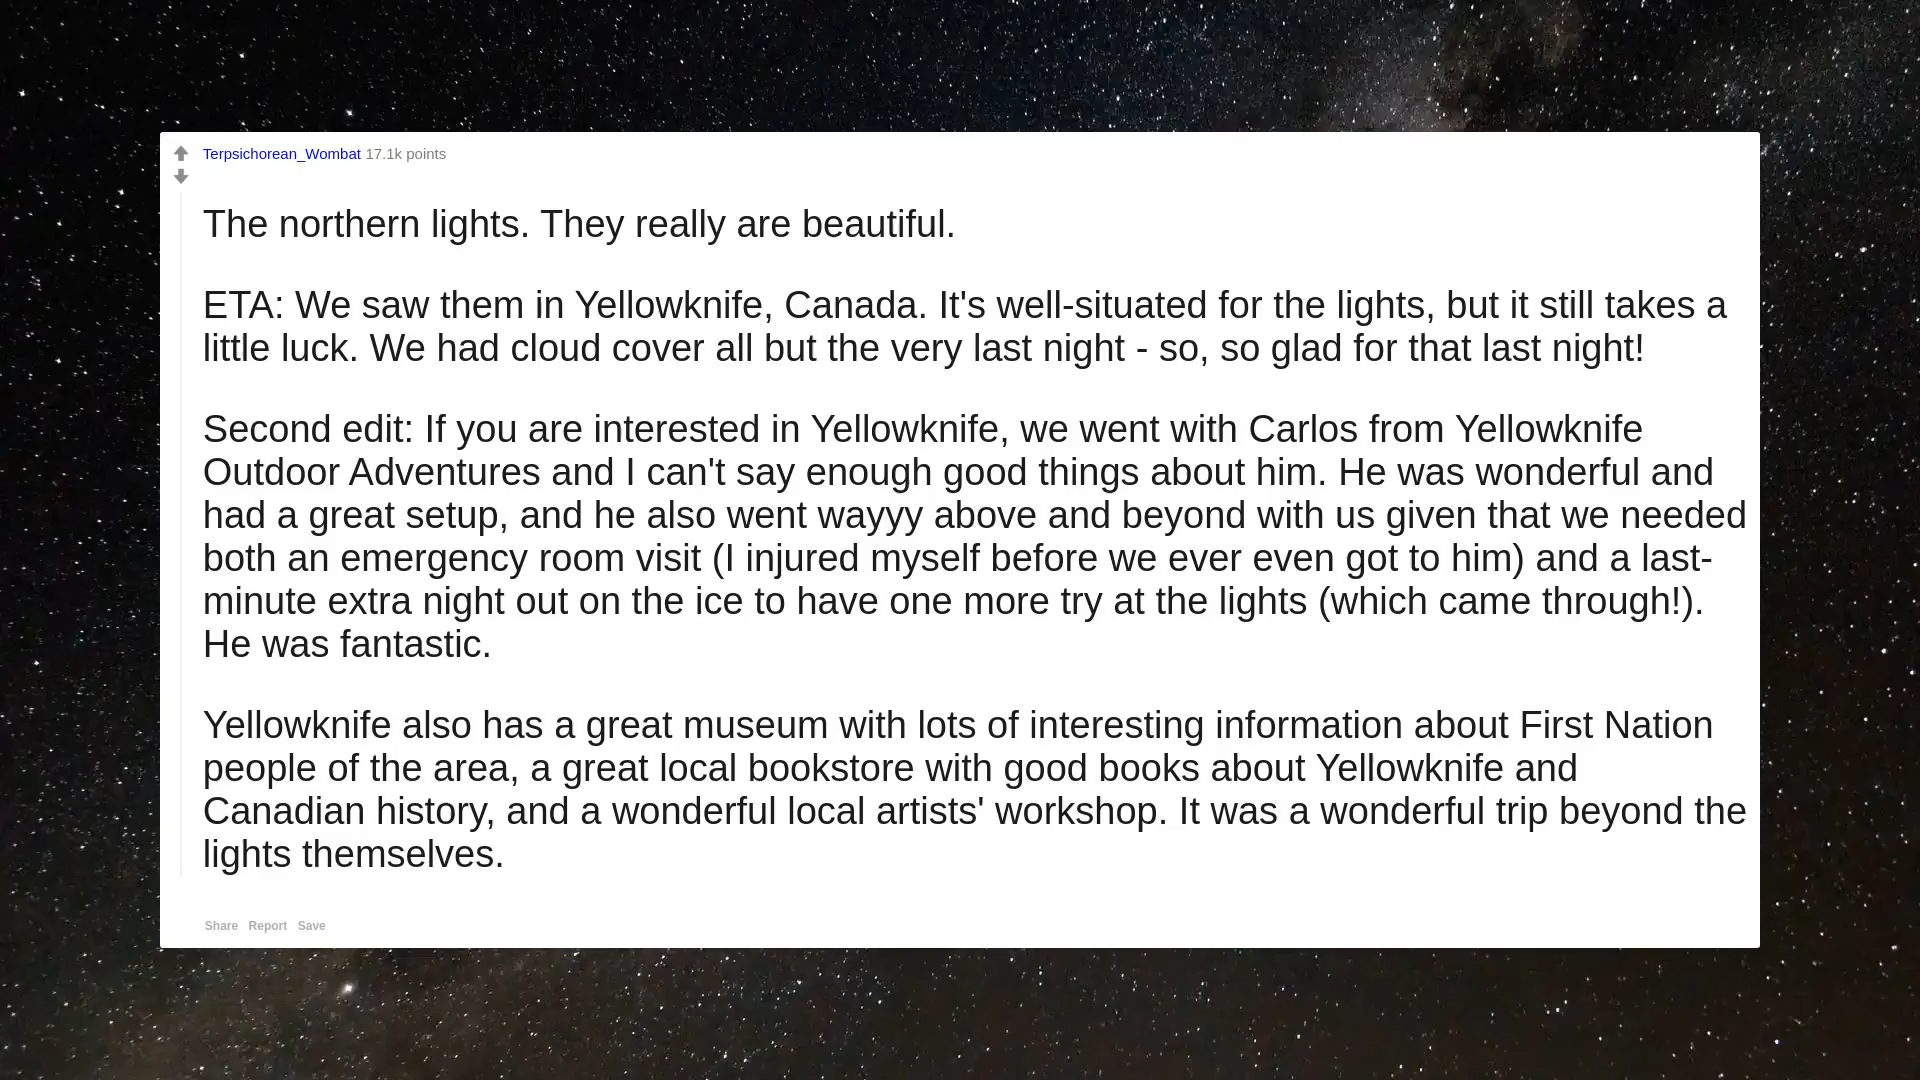 Terpsichorean_Wombat 17.1k points
The northern lights. They really are beautiful.
ETA: We saw them in Yellowknife, Canada. It's well-situated for the lights, but it still takes a
little luck. We had cloud cover all but the very last night - so, so glad for that last night!
Second edit: If you are interested in Yellowknife, we went with Carlos from Yellowknife
Outdoor Adventures and I can't say enough good things about him. He was wonderful and
had a great setup, and he also went wayyy above and beyond with us given that we needed
both an emergency room visit (I injured myself before we ever even got to him) and a last-
minute extra night out on the ice to have one more try at the lights (which came through!).
He was fantastic.
Yellowknife also has a great museum with lots of interesting information about First Nation
people of the area, a great local bookstore with good books about Yellowknife and
Canadian history, and a wonderful local artists' workshop. It was a wonderful trip beyond the
lights themselves.
Share Report Save